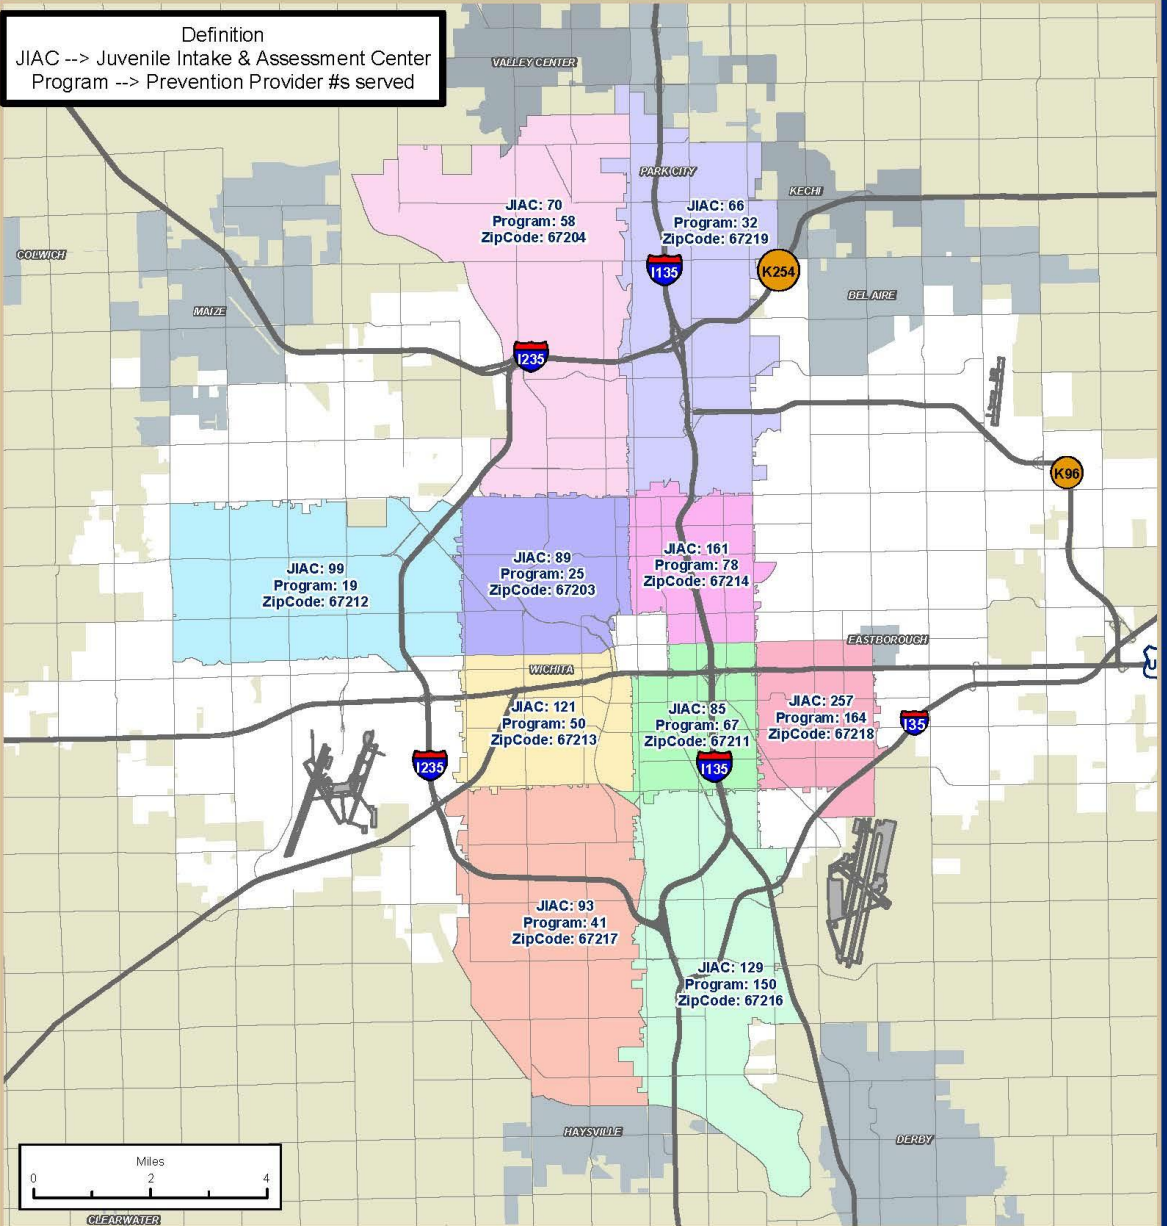 Definition
JIAC --> Juvenile Intake & Assessment Center
Program --> Prevention Provider #s served
VALLEY CENTER
PARK CITY
KECHI
JIAC: 70
Program: 58
ZipCode: 67204
JIAC: 66
Program: 32
ZipCode: 67219
COLWICH
I135
K254
MAIZE
BEL AIRE
I235
K96
JIAC: 99
Program: 19
ZipCode: 67212
JIAC: 89
Program: 25
ZipCode: 67203
JIAC: 161
Program: 78
ZipCode: 67214
EASTBOROUGH
WICHITA
JIAC: 121
Program: 50
ZipCode: 67213
JIAC: 85
Program: 67
ZipCode: 67211
JIAC: 257
Program: 164
ZipCode: 67218
I35
I235
I135
JIAC: 93
Program: 41
ZipCode: 67217
JIAC: 129
Program: 150
ZipCode: 67216
HAYSVILLE
DERBY
Miles
0 2 4
CLEARWATER